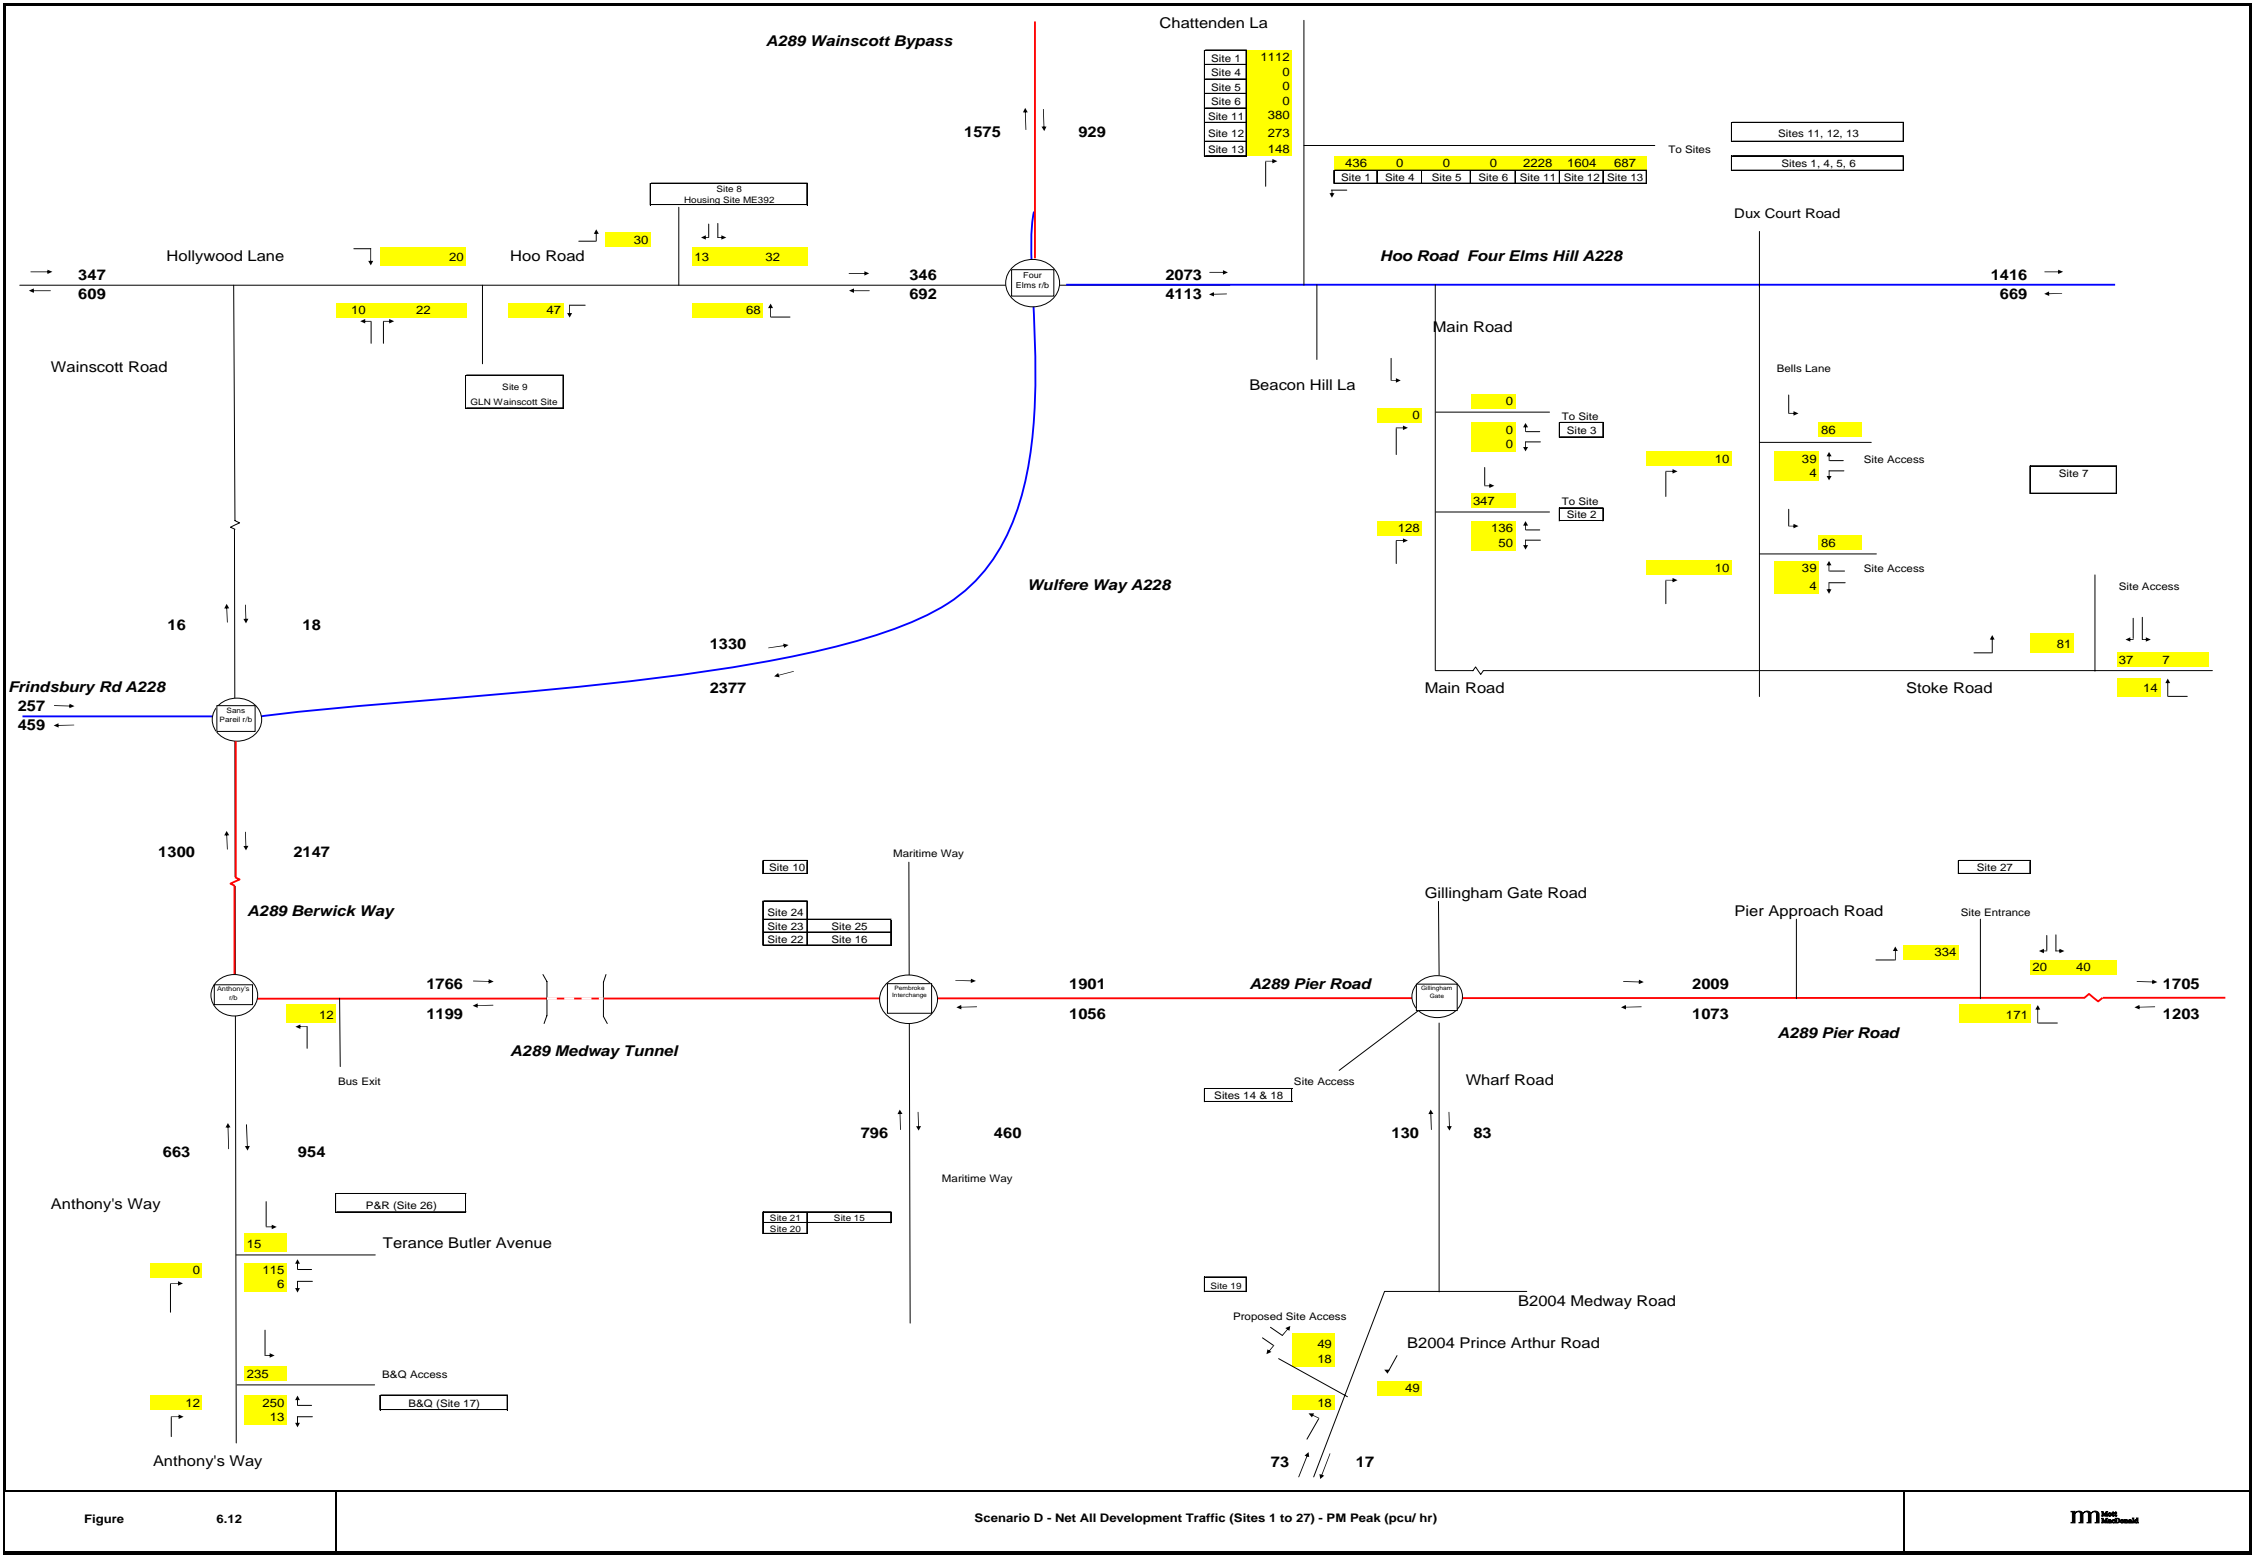 Chattenden La
A289 Wainscott Bypass
Site 1 1112
Site 4 0
Site 5 0
Site 6 0
Site 11 380
Site 12 273
Site 13 148
1575 929
Sites 11, 12, 13
To Sites
Sites 1, 4, 5, 6
436 0 0 0 2228 1604 687
Site 1 Site 4 Site 5 Site 6 Site 11 Site 12 Site 13
Site 8
Housing Site ME392
Dux Court Road
30
Hollywood Lane
20
Hoo Road
13 32
Hoo Road Four Elms Hill A228
347
609
346
692
Four
Elms r/b
2073
4113
1416
669
10 22
47
68
Main Road
Wainscott Road
Site 9
GLN Wainscott Site
Beacon Hill La
Bells Lane
0
0
To Site
Site 3
0
0
86
10
39
4
Site Access
Site 7
347
To Site
Site 2
128
136
50
86
10
39
4
Site Access
Wulfere Way A228
Site Access
16 18
1330
2377
81
37 7
14
Frindsbury Rd A228
257
459
Sans
Pareil r/b
Main Road
Stoke Road
1300 2147
A289 Berwick Way
Site 10
Maritime Way
Site 24
Site 23 Site 25
Site 22 Site 16
Gillingham Gate Road
Site 27
Pier Approach Road
Site Entrance
334
20 40
Anthony's
r/b
1766
1199
12
Pembroke
Interchange
1901
1056
A289 Pier Road
Gillingham
Gate
2009
1073
1705
1203
171
A289 Pier Road
A289 Medway Tunnel
Bus Exit
Site Access
Sites 14 & 18
Wharf Road
663 954
796 460
130 83
Maritime Way
Anthony's Way
P&R (Site 26)
Site 21 Site 15
Site 20
15
Terance Butler Avenue
0
115
6
Site 19
B2004 Medway Road
Proposed Site Access
49
18
B2004 Prince Arthur Road
235
B&Q Access
49
12
250
13
B&Q (Site 17)
18
Anthony's Way
73 17
Figure 6.12
Scenario D - Net All Development Traffic (Sites 1 to 27) - PM Peak (pcu/ hr)
Mott
MacDonald